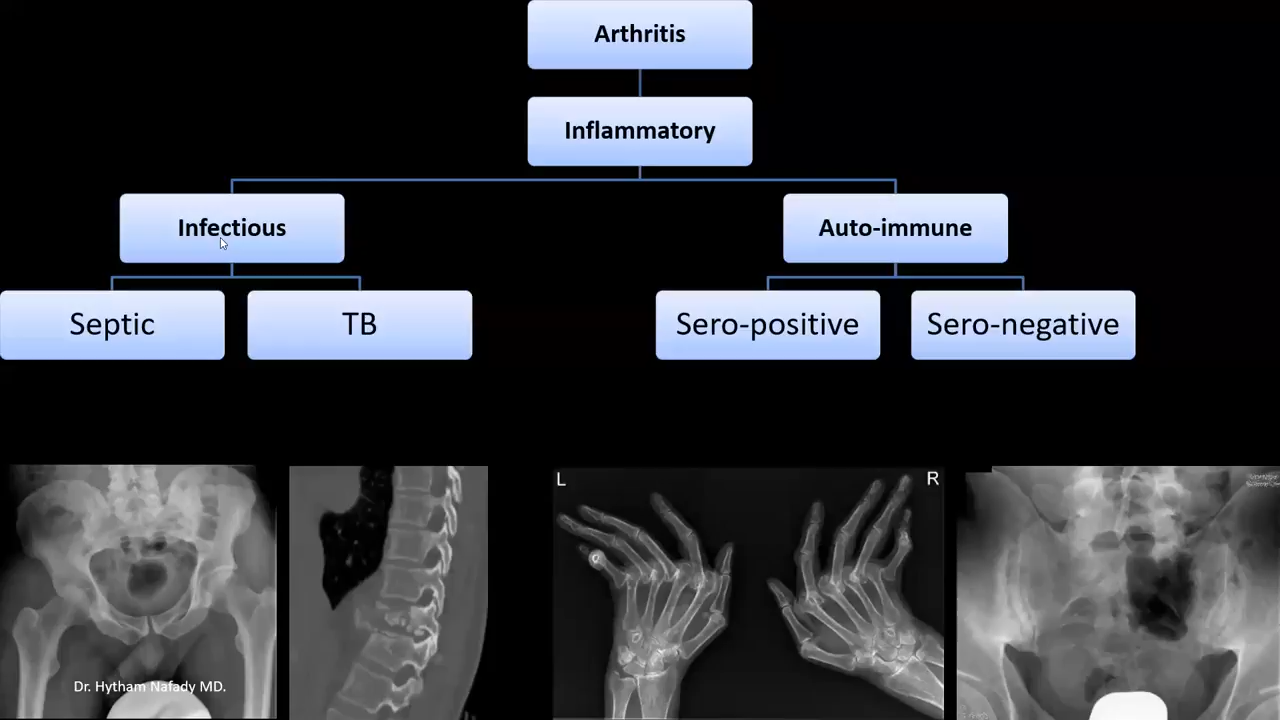 Arthritis
Inflammatory
Infectious
Auto-immune
Septic
TB
Sero-positive
Sero-negative
L
R
Dr. Hytham Nafady MD.